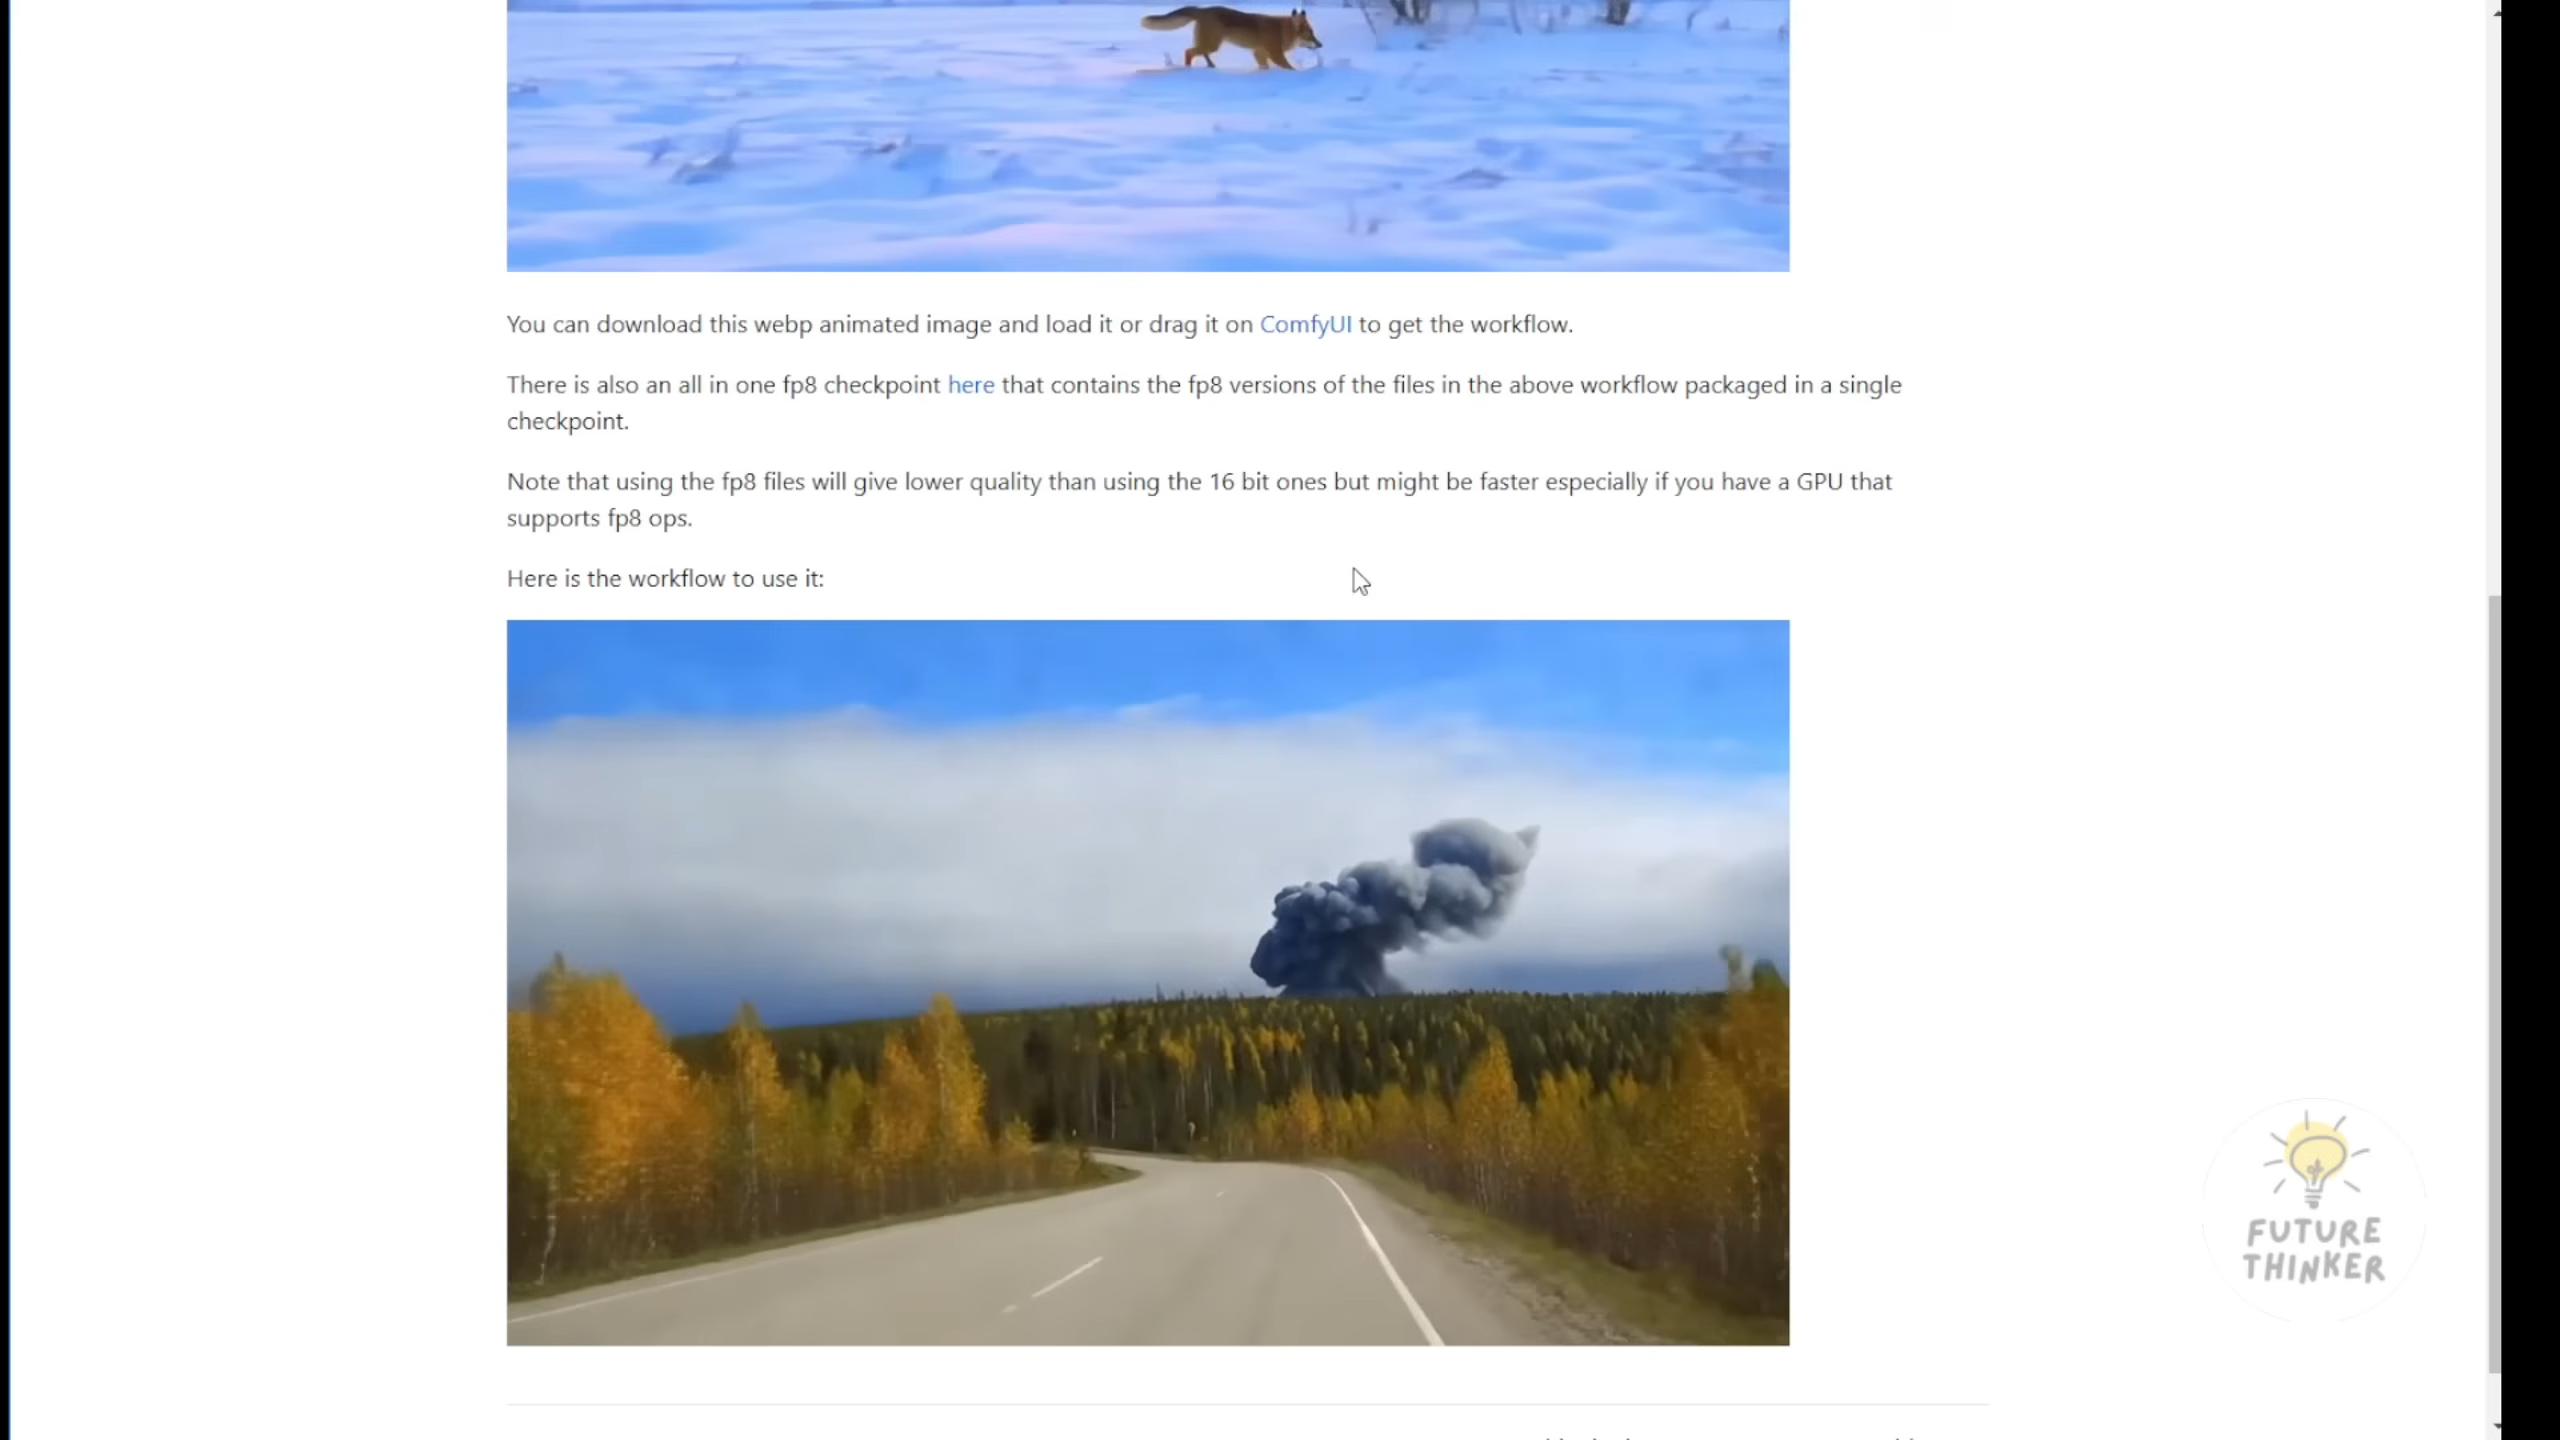 You can download this webp animated image and load it or drag it on ComfyUI to get the workflow.
There is also an all in one fp8 checkpoint here that contains the fp8 versions of the files in the above workflow packaged in a single
checkpoint.
Note that using the fp8 files will give lower quality than using the 16 bit ones but might be faster especially if you have a GPU that
supports fp8 ops.
Here is the workflow to use it:
FUTURE
THINKER